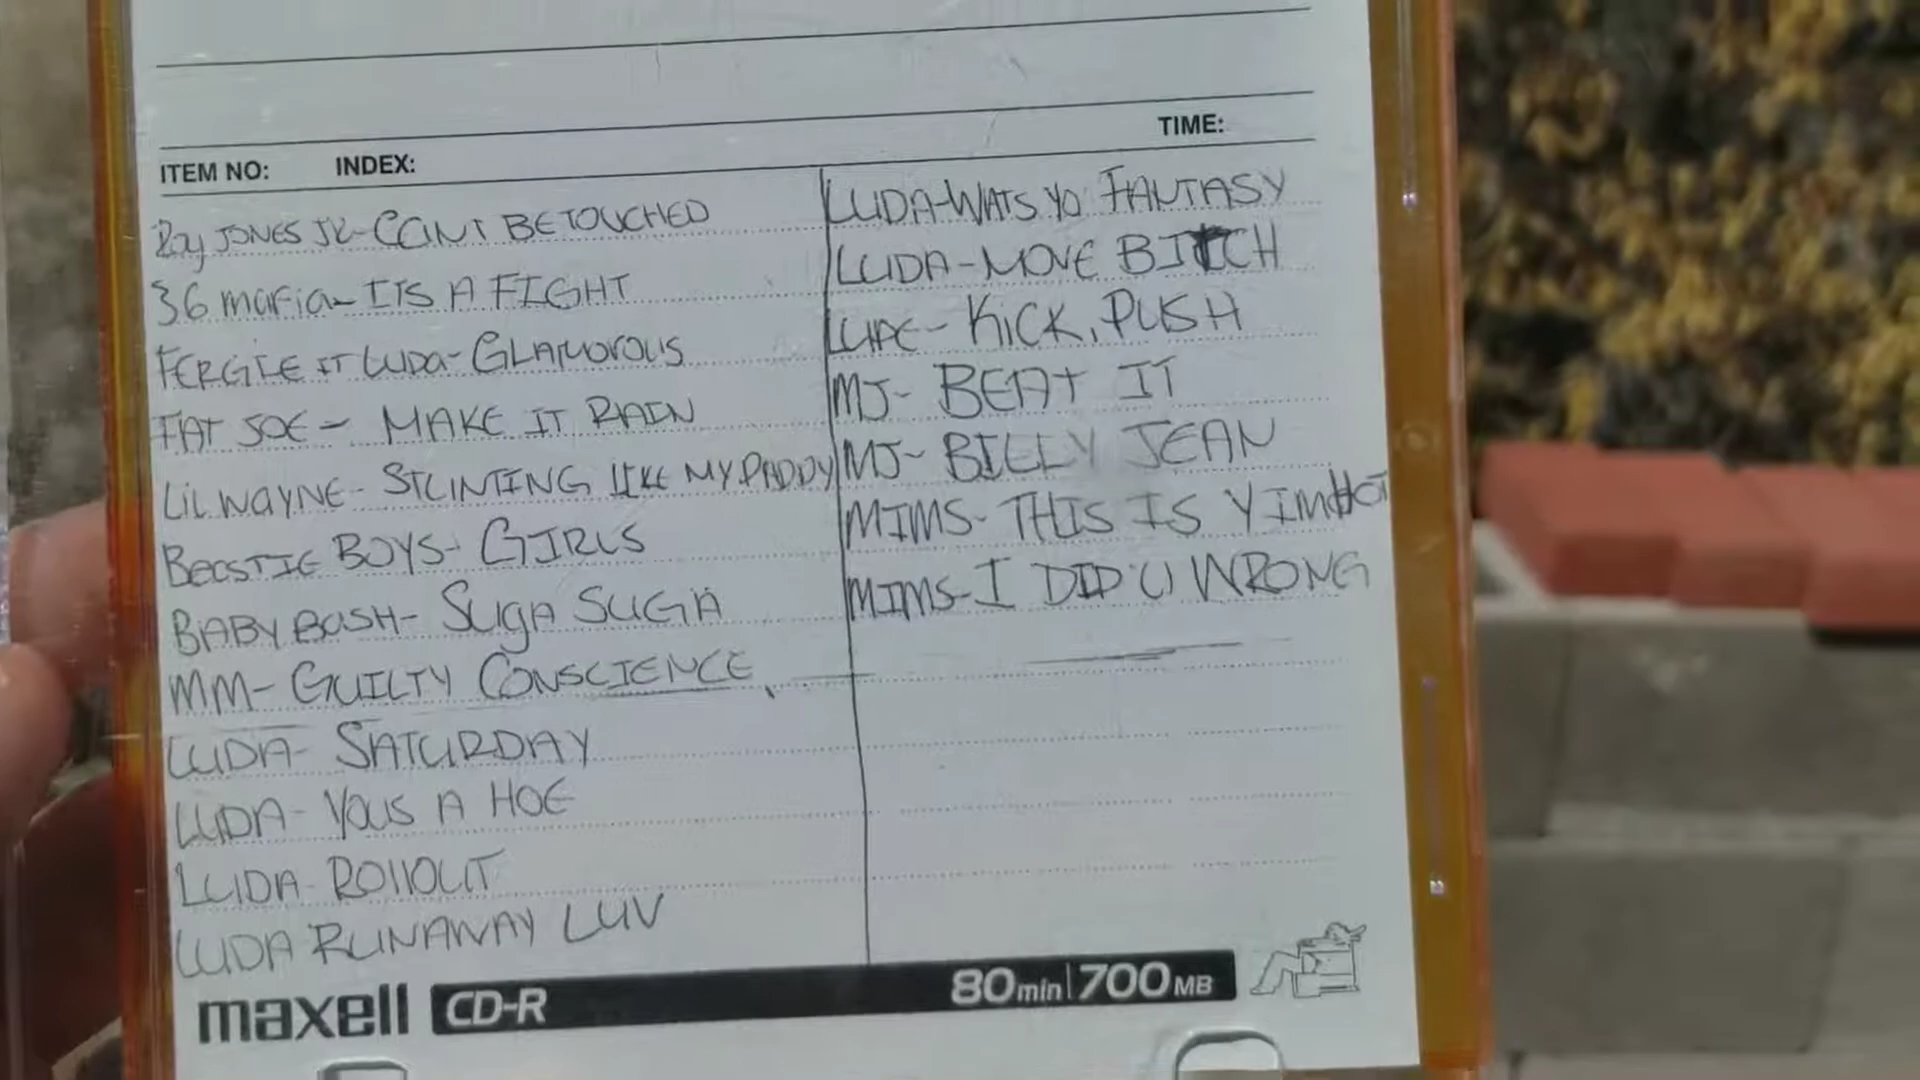 TIME:
ITEM NO: INDEX:
Roy JONES JR-CAN'T BE TOUCHED
36 mafia-ITS A FIGHT
FERGIE FT LUDA-GLAMOROUS
FAT JOE- MAKE IT RAIN
LIL WAYNE- STUNTING LIKE MY DADDY
BEASTIE BOYS- GIRLS
BABY BASH- SUgA SUGA
MM- GUILTY CONSCIENCE
LUDA- SATURDAY
LUDA- YOUS A HOE
LUDA- ROllOUT
LUDA RUNAWAY LUV
LUDA-WATS YO FANTASY
LUDA-MOVE BITCH
LUPE- KICK, PUSH
MJ- BEAT IT
MJ- BILLY JEAN
MIMS- THIS IS Y IM HOT
MIMS-I DID U WRONG
maxell CD-R 80min|700MB